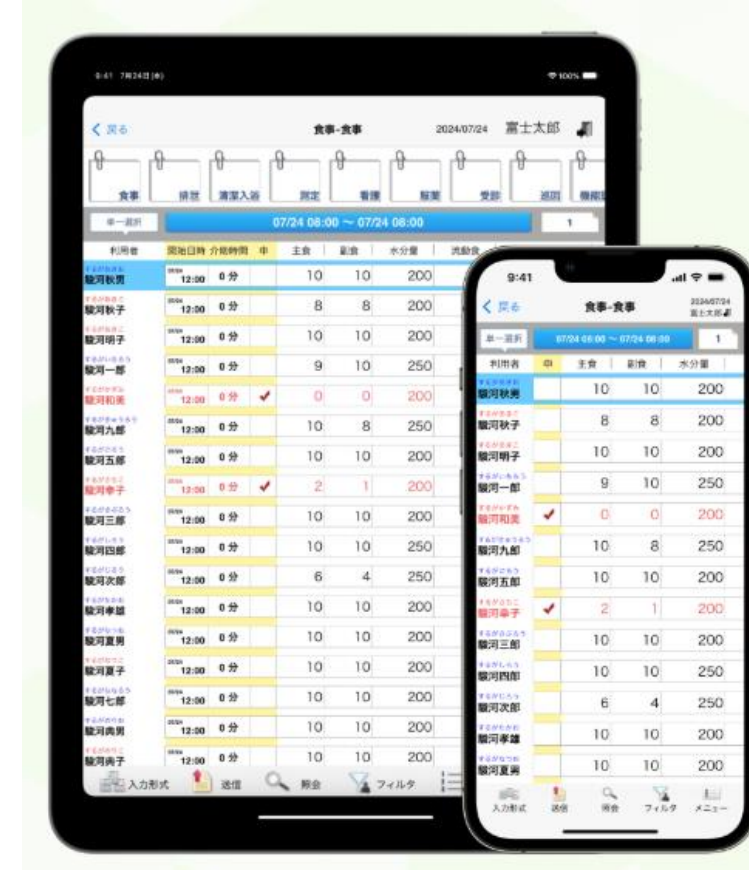 9:41 7月24日(水)
100%
戻る
食事-食事
2024/07/24
富士太郎
食事 排泄 清潔入浴 測定 看護 服薬 受診 巡回
単一選択
07/24 08:00 ～ 07/24 08:00
1
利用者 開始日時 介助時間 申 主食 副食 水分量 流動食
駿河秋男 12:00 0 分 10 10 200
駿河秋子 12:00 0 分 8 8 200
駿河明子 12:00 0 分 10 10 200
駿河一郎 12:00 0 分 9 10 250
駿河和美 12:00 0 分 ✔ 0 0 200
駿河九郎 12:00 0 分 10 8 250
駿河五郎 12:00 0 分 10 10 200
駿河幸子 12:00 0 分 ✔ 2 1 200
駿河三郎 12:00 0 分 10 10 200
駿河四郎 12:00 0 分 10 10 250
駿河次郎 12:00 0 分 6 4 250
駿河孝雄 12:00 0 分 10 10 200
駿河夏男 12:00 0 分 10 10 200
駿河夏子 12:00 0 分 10 10 200
駿河七郎 12:00 0 分 10 10 200
駿河典男 12:00 0 分 10 10 200
駿河典子 12:00 0 分 10 10 200
入力形式 送信 照会 フィルタ
9:41
戻る
食事-食事
2024/07/24
富士太郎
単一選択
07/24 08:00 ～ 07/24 08:00
1
利用者 申 主食 副食 水分量
駿河秋男 10 10 200
駿河秋子 8 8 200
駿河明子 10 10 200
駿河一郎 9 10 250
駿河和美 ✔ 0 0 200
駿河九郎 10 8 250
駿河五郎 10 10 200
駿河幸子 ✔ 2 1 200
駿河三郎 10 10 200
駿河四郎 10 10 250
駿河次郎 6 4 250
駿河孝雄 10 10 200
駿河夏男 10 10 200
入力形式 送信 照会 フィルタ メニュー